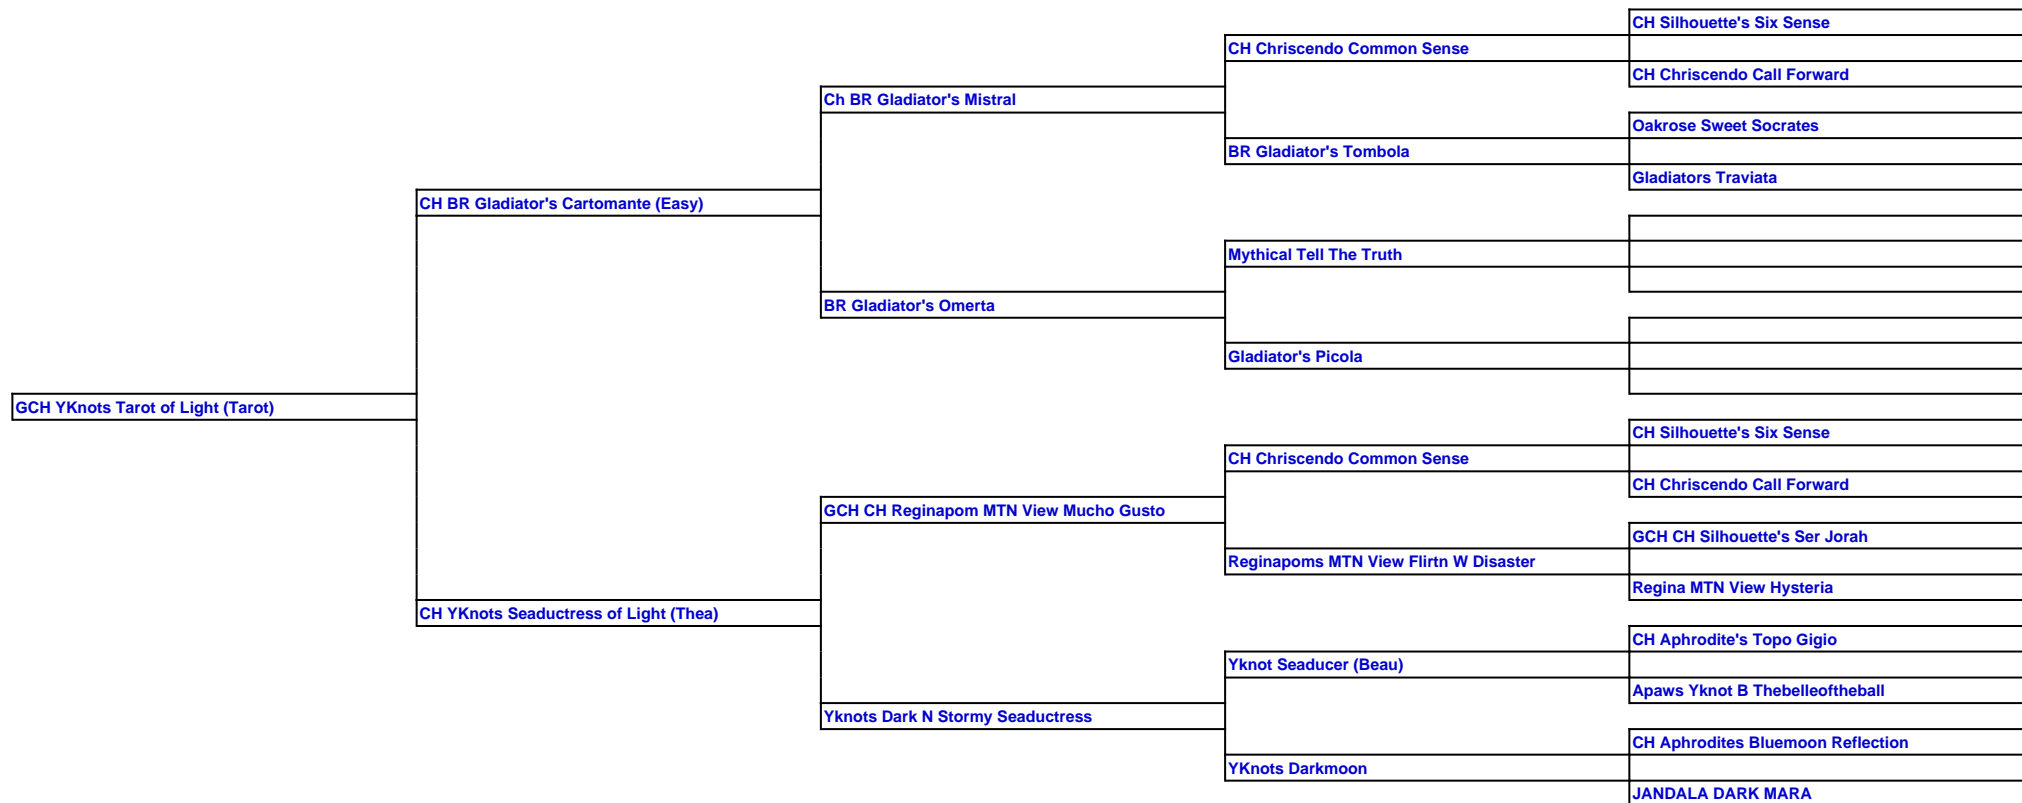 CH Silhouette's Six Sense
CH Chriscendo Common Sense
CH Chriscendo Call Forward
Ch BR Gladiator's Mistral
Oakrose Sweet Socrates
BR Gladiator's Tombola
Gladiators Traviata
CH BR Gladiator's Cartomante (Easy)
Mythical Tell The Truth
BR Gladiator's Omerta
Gladiator's Picola
GCH YKnots Tarot of Light (Tarot)
CH Silhouette's Six Sense
CH Chriscendo Common Sense
CH Chriscendo Call Forward
GCH CH Reginapom MTN View Mucho Gusto
GCH CH Silhouette's Ser Jorah
Reginapoms MTN View Flirtn W Disaster
Regina MTN View Hysteria
CH YKnots Seaductress of Light (Thea)
CH Aphrodite's Topo Gigio
Yknot Seaducer (Beau)
Apaws Yknot B Thebelleoftheball
Yknots Dark N Stormy Seaductress
CH Aphrodites Bluemoon Reflection
YKnots Darkmoon
JANDALA DARK MARA